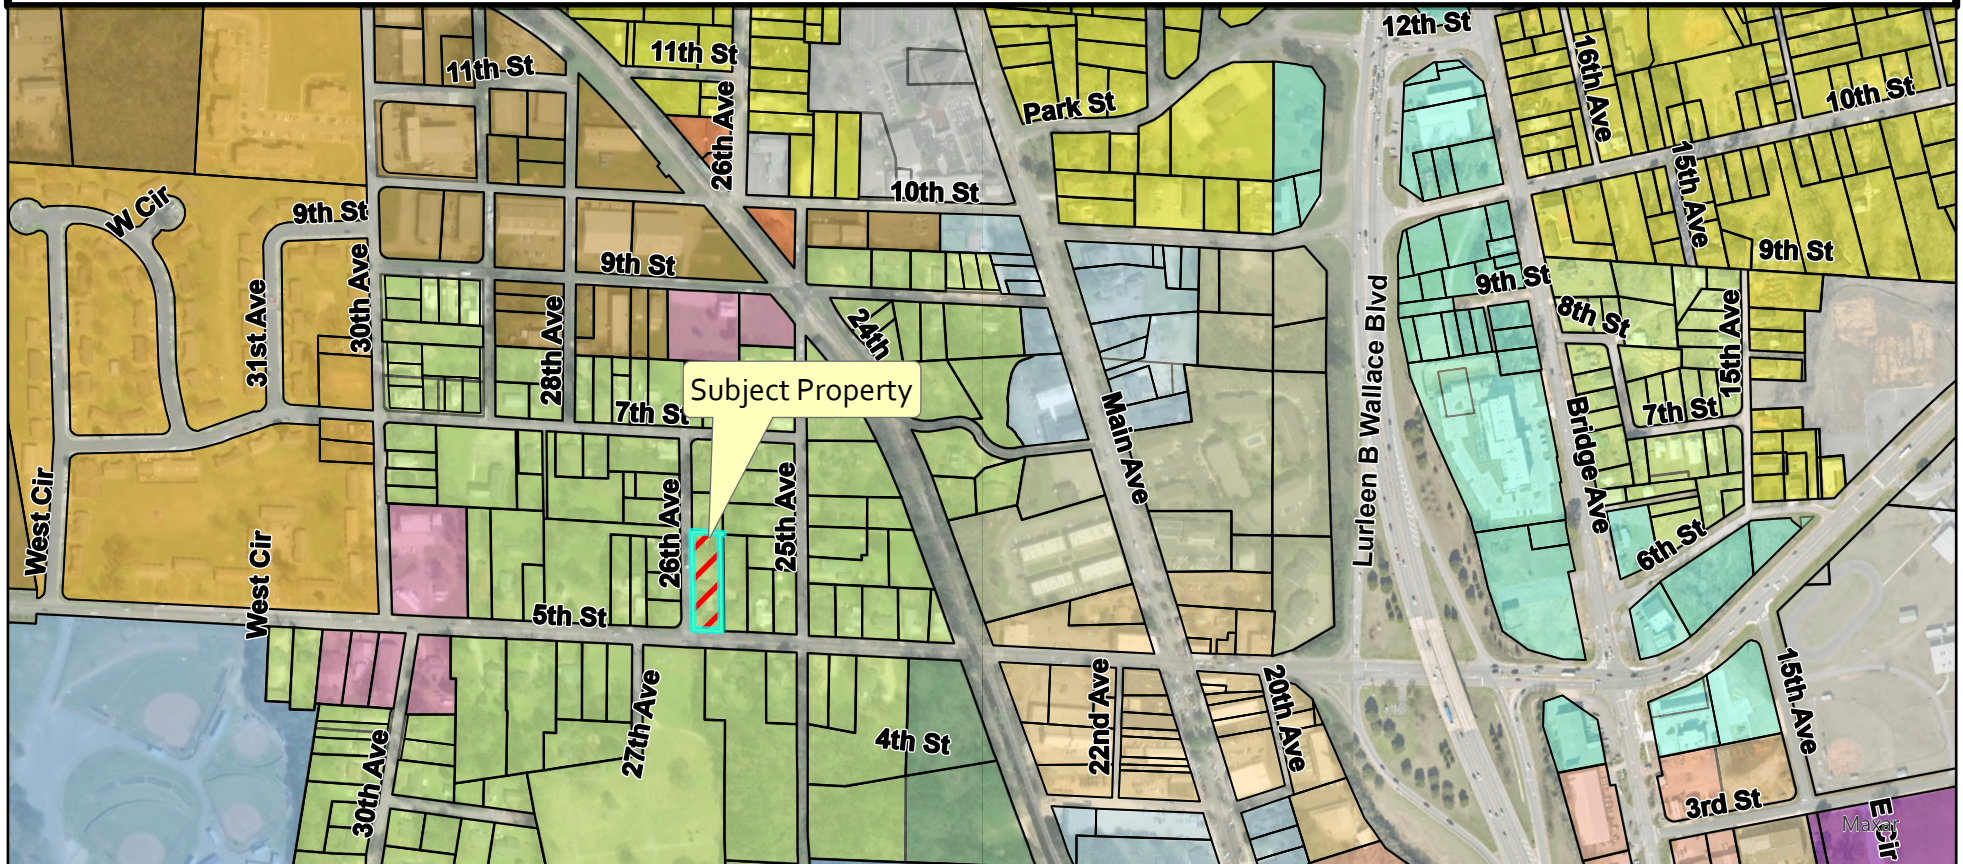 12th St
11th St
11th St
16th Ave
10th St
Park St
26th Ave
15th Ave
10th St
W Cir
9th St
9th St
9th St
9th St
30th Ave
31st Ave
28th Ave
24th
8th St
15th Ave
Lurleen B Wallace Blvd
Subject Property
7th St
7th St
Main Ave
Bridge Ave
West Cir
26th Ave
25th Ave
6th St
West Cir
5th St
27th Ave
22nd Ave
20th Ave
15th Ave
4th St
30th Ave
3rd St
E Cir
Maxar